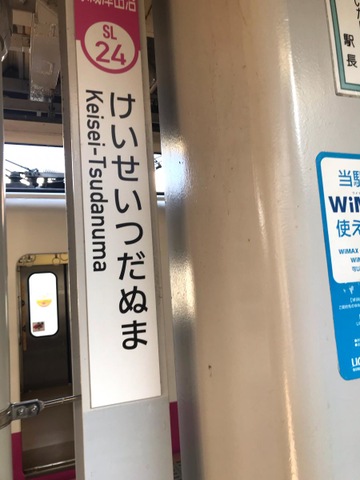 SL
24
けいせいつだぬま
Keisei-Tsudanuma
駅長
当駅
WiM
使え
WiMAX